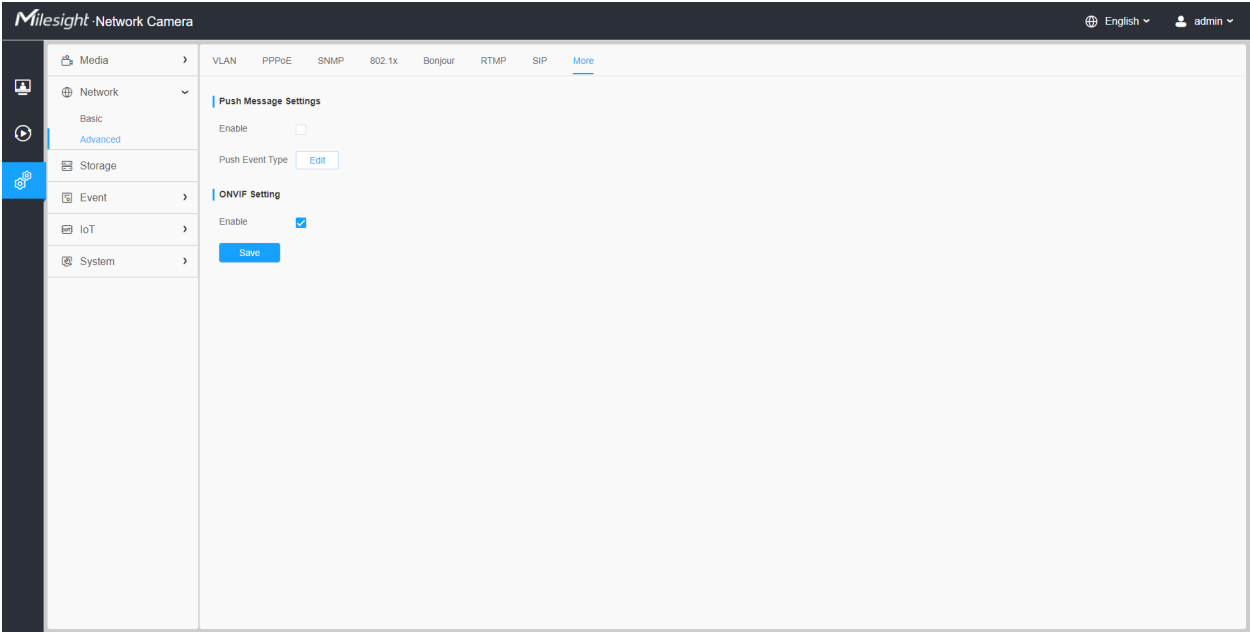 Milesight ·Network Camera
English
admin
Media
Network
Basic
Advanced
Storage
Event
IoT
System
VLAN PPPoE SNMP 802.1x Bonjour RTMP SIP More
Push Message Settings
Enable
Push Event Type Edit
ONVIF Setting
Enable
Save